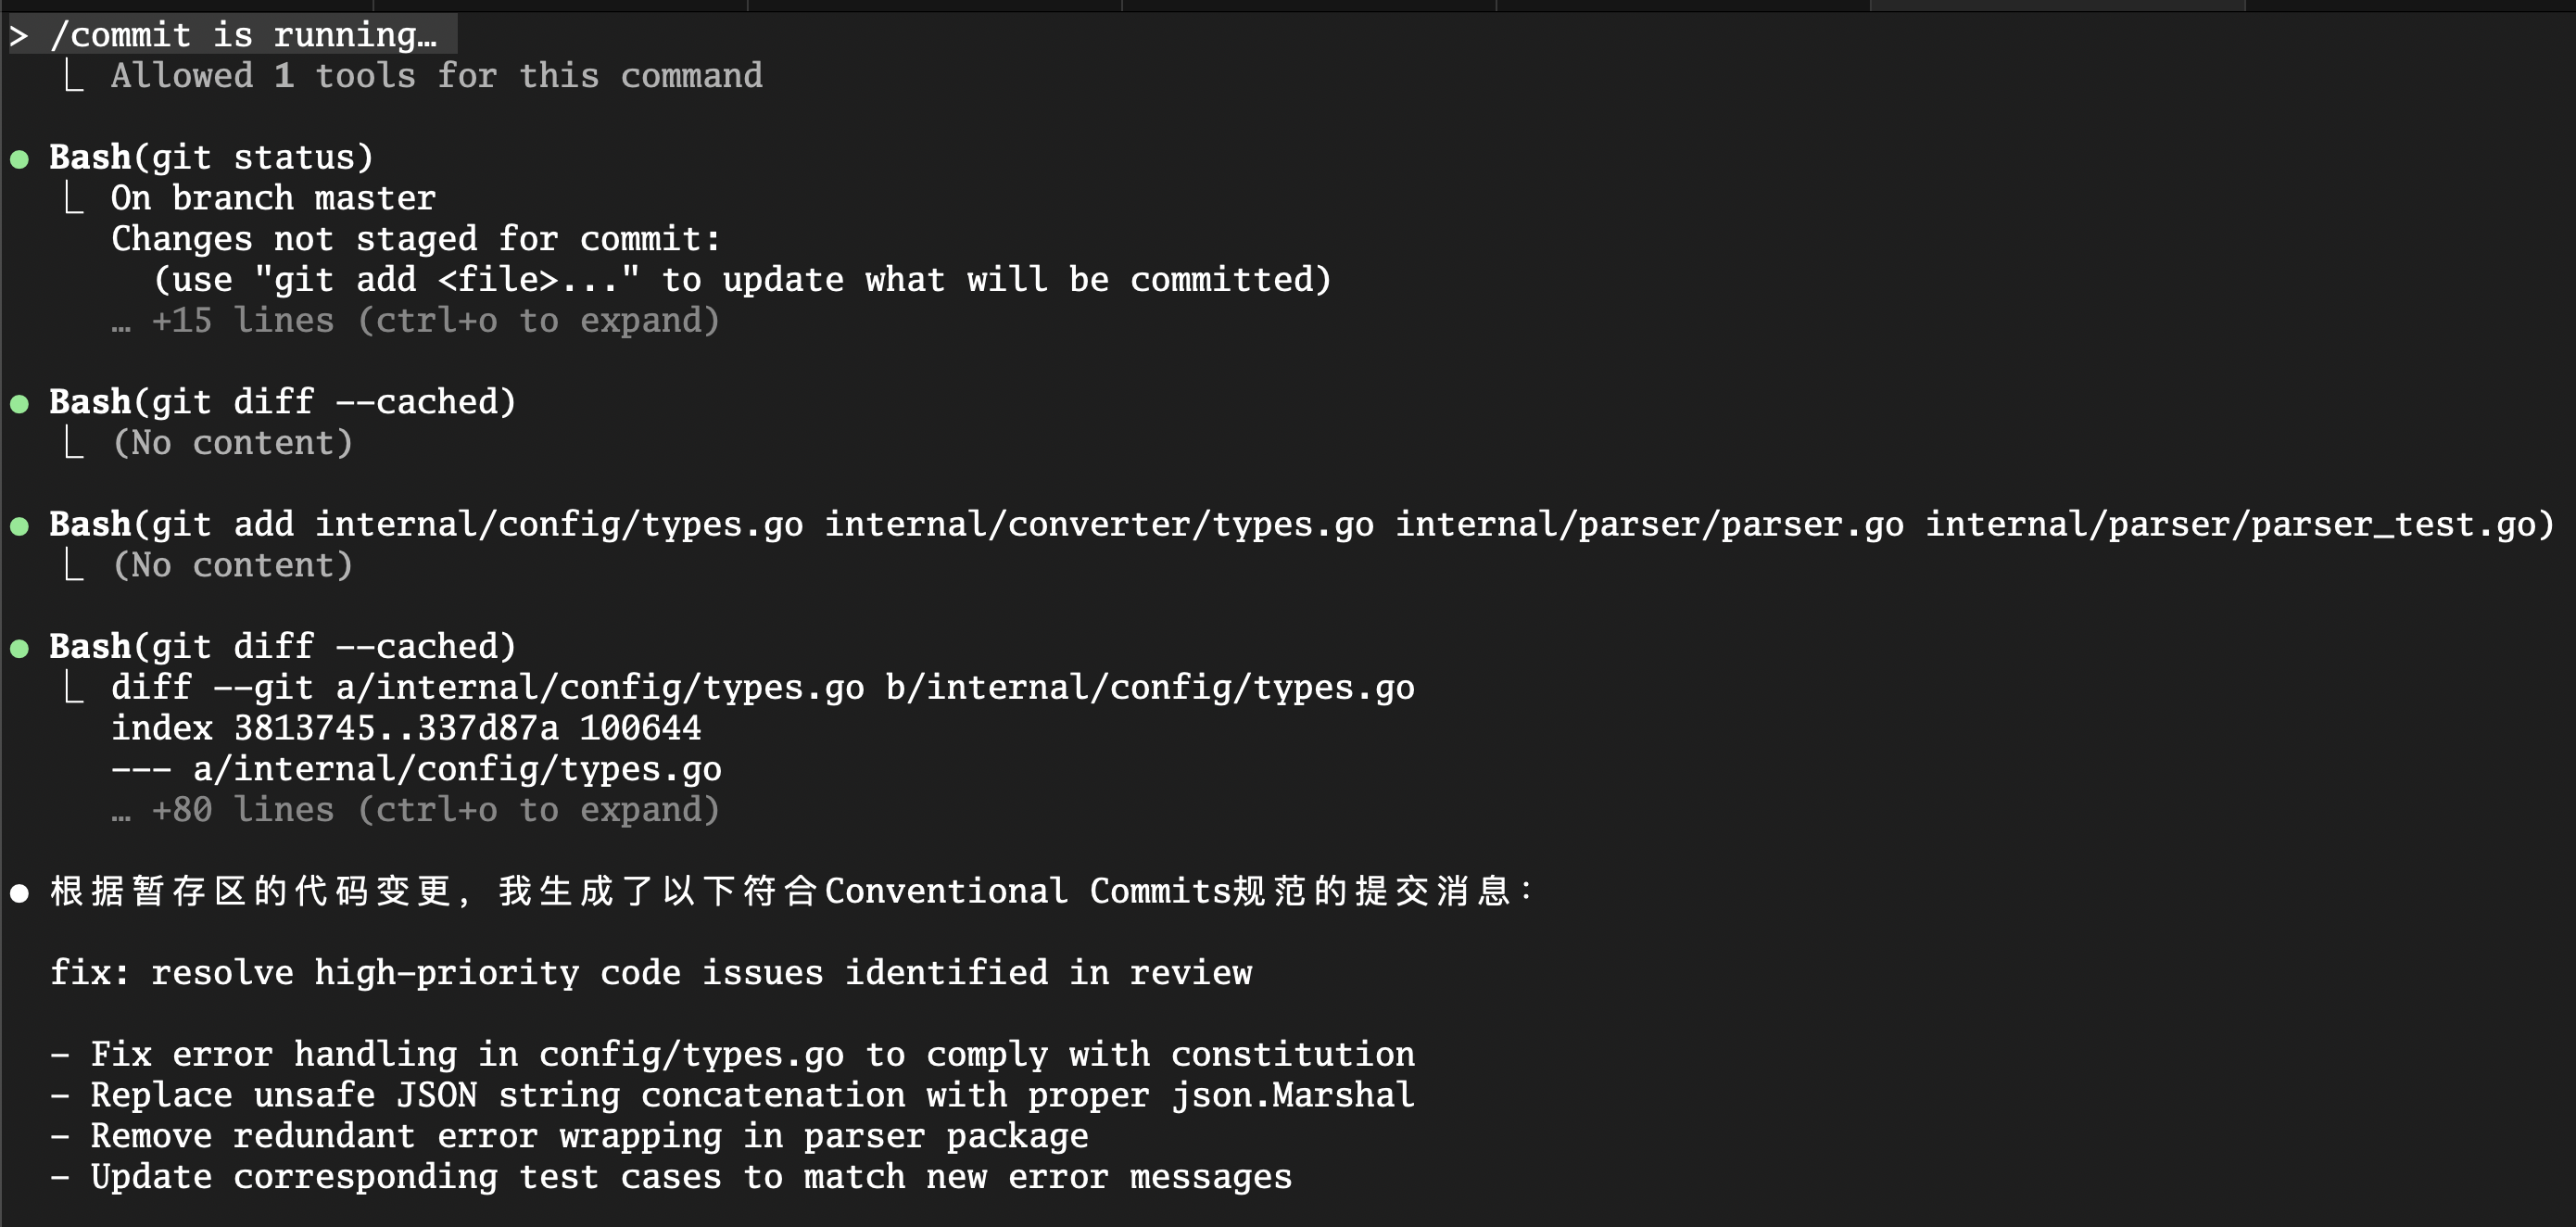 > /commit is running…
⎿ Allowed 1 tools for this command
● Bash(git status)
⎿ On branch master
Changes not staged for commit:
(use "git add <file>..." to update what will be committed)
… +15 lines (ctrl+o to expand)
● Bash(git diff --cached)
⎿ (No content)
● Bash(git add internal/config/types.go internal/converter/types.go internal/parser/parser.go internal/parser/parser_test.go)
⎿ (No content)
● Bash(git diff --cached)
⎿ diff --git a/internal/config/types.go b/internal/config/types.go
index 3813745..337d87a 100644
--- a/internal/config/types.go
… +80 lines (ctrl+o to expand)
● 根据暂存区的代码变更，我生成了以下符合Conventional Commits规范的提交消息：
fix: resolve high-priority code issues identified in review
- Fix error handling in config/types.go to comply with constitution
- Replace unsafe JSON string concatenation with proper json.Marshal
- Remove redundant error wrapping in parser package
- Update corresponding test cases to match new error messages